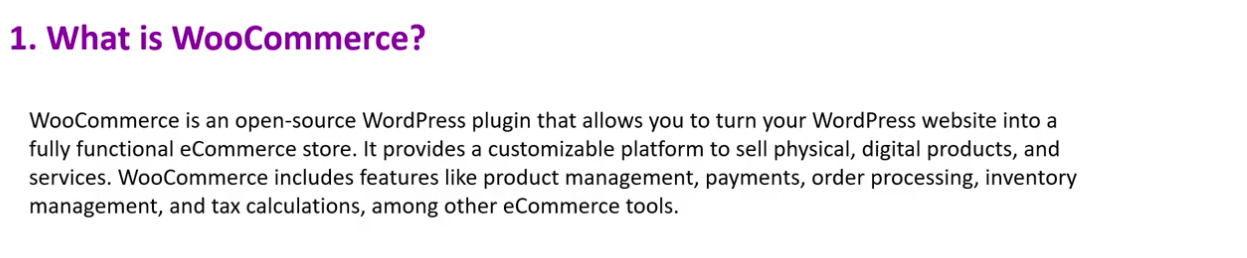 1. What is WooCommerce?
WooCommerce is an open-source WordPress plugin that allows you to turn your WordPress website into a
fully functional eCommerce store. It provides a customizable platform to sell physical, digital products, and
services. WooCommerce includes features like product management, payments, order processing, inventory
management, and tax calculations, among other eCommerce tools.